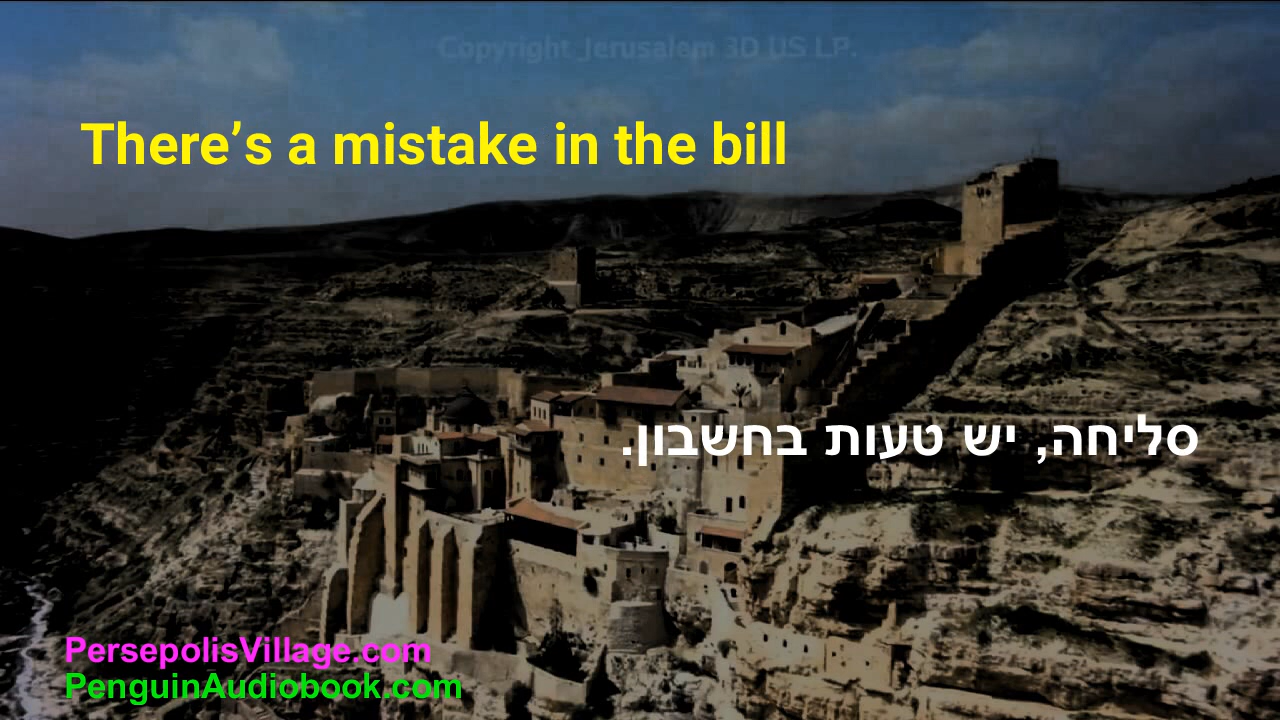 Copyright Jerusalem 3D US LP.
There’s a mistake in the bill
סליחה, יש טעות בחשבון.
PersepolisVillage.com
PenguinAudiobook.com